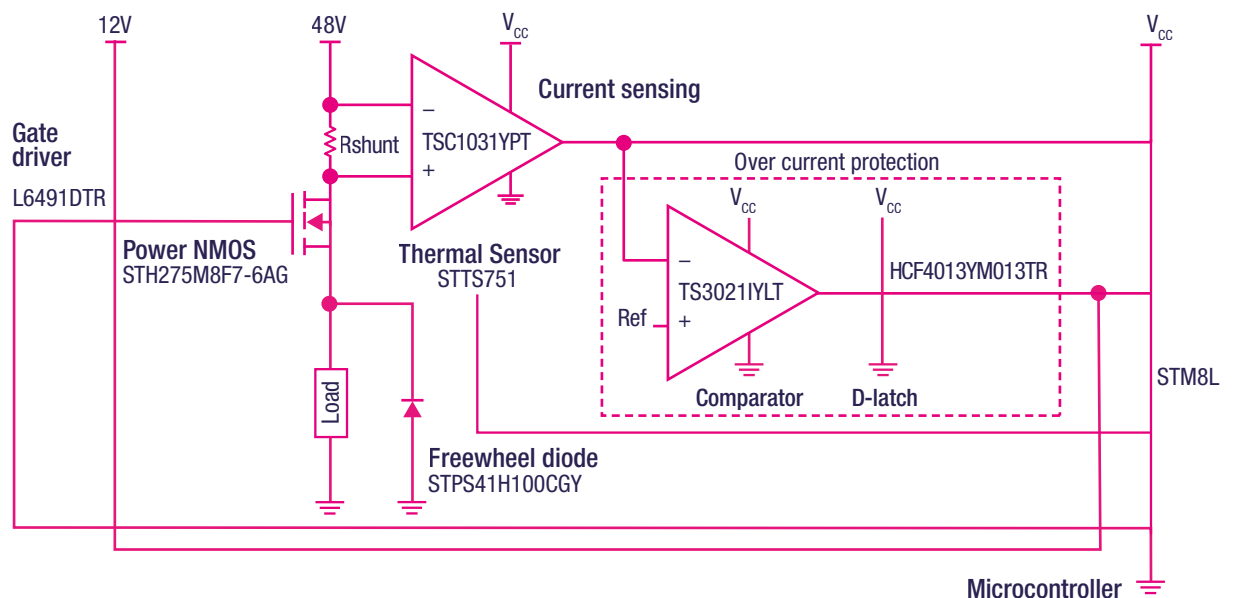 12V
48V
VCC
VCC
Current sensing
Gate
driver
L6491DTR
Rshunt
−
TSC1031YPT
+
Over current protection
VCC
VCC
Power NMOS
STH275M8F7-6AG
Thermal Sensor
STTS751
−
TS3021IYLT
Ref
+
HCF4013YM013TR
Comparator
D-latch
STM8L
Load
Freewheel diode
STPS41H100CGY
Microcontroller